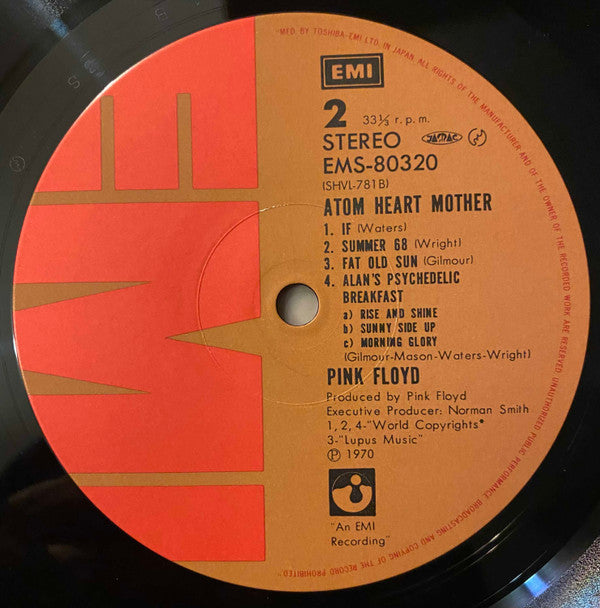 "MFD. BY TOSHIBA-EMI LTD. IN JAPAN. ALL RIGHTS OF THE MANUFACTURER AND OF THE OWNER OF THE RECORDED WORK ARE RESERVED. UNAUTHORIZED PUBLIC PERFORMANCE, BROADCASTING AND COPYING OF THE RECORD PROHIBITED"
EMI
2 33⅓ r.p.m.
STEREO JASRAC
EMS-80320
(SHVL-781B)
ATOM HEART MOTHER
1. IF (Waters)
2. SUMMER 68 (Wright)
3. FAT OLD SUN (Gilmour)
4. ALAN'S PSYCHEDELIC
BREAKFAST
a) RISE AND SHINE
b) SUNNY SIDE UP
c) MORNING GLORY
(Gilmour-Mason-Waters-Wright)
PINK FLOYD
Produced by Pink Floyd
Executive Producer: Norman Smith
1, 2, 4-"World Copyrights"
3-"Lupus Music"
Ⓟ 1970
"An EMI
Recording"
EMI